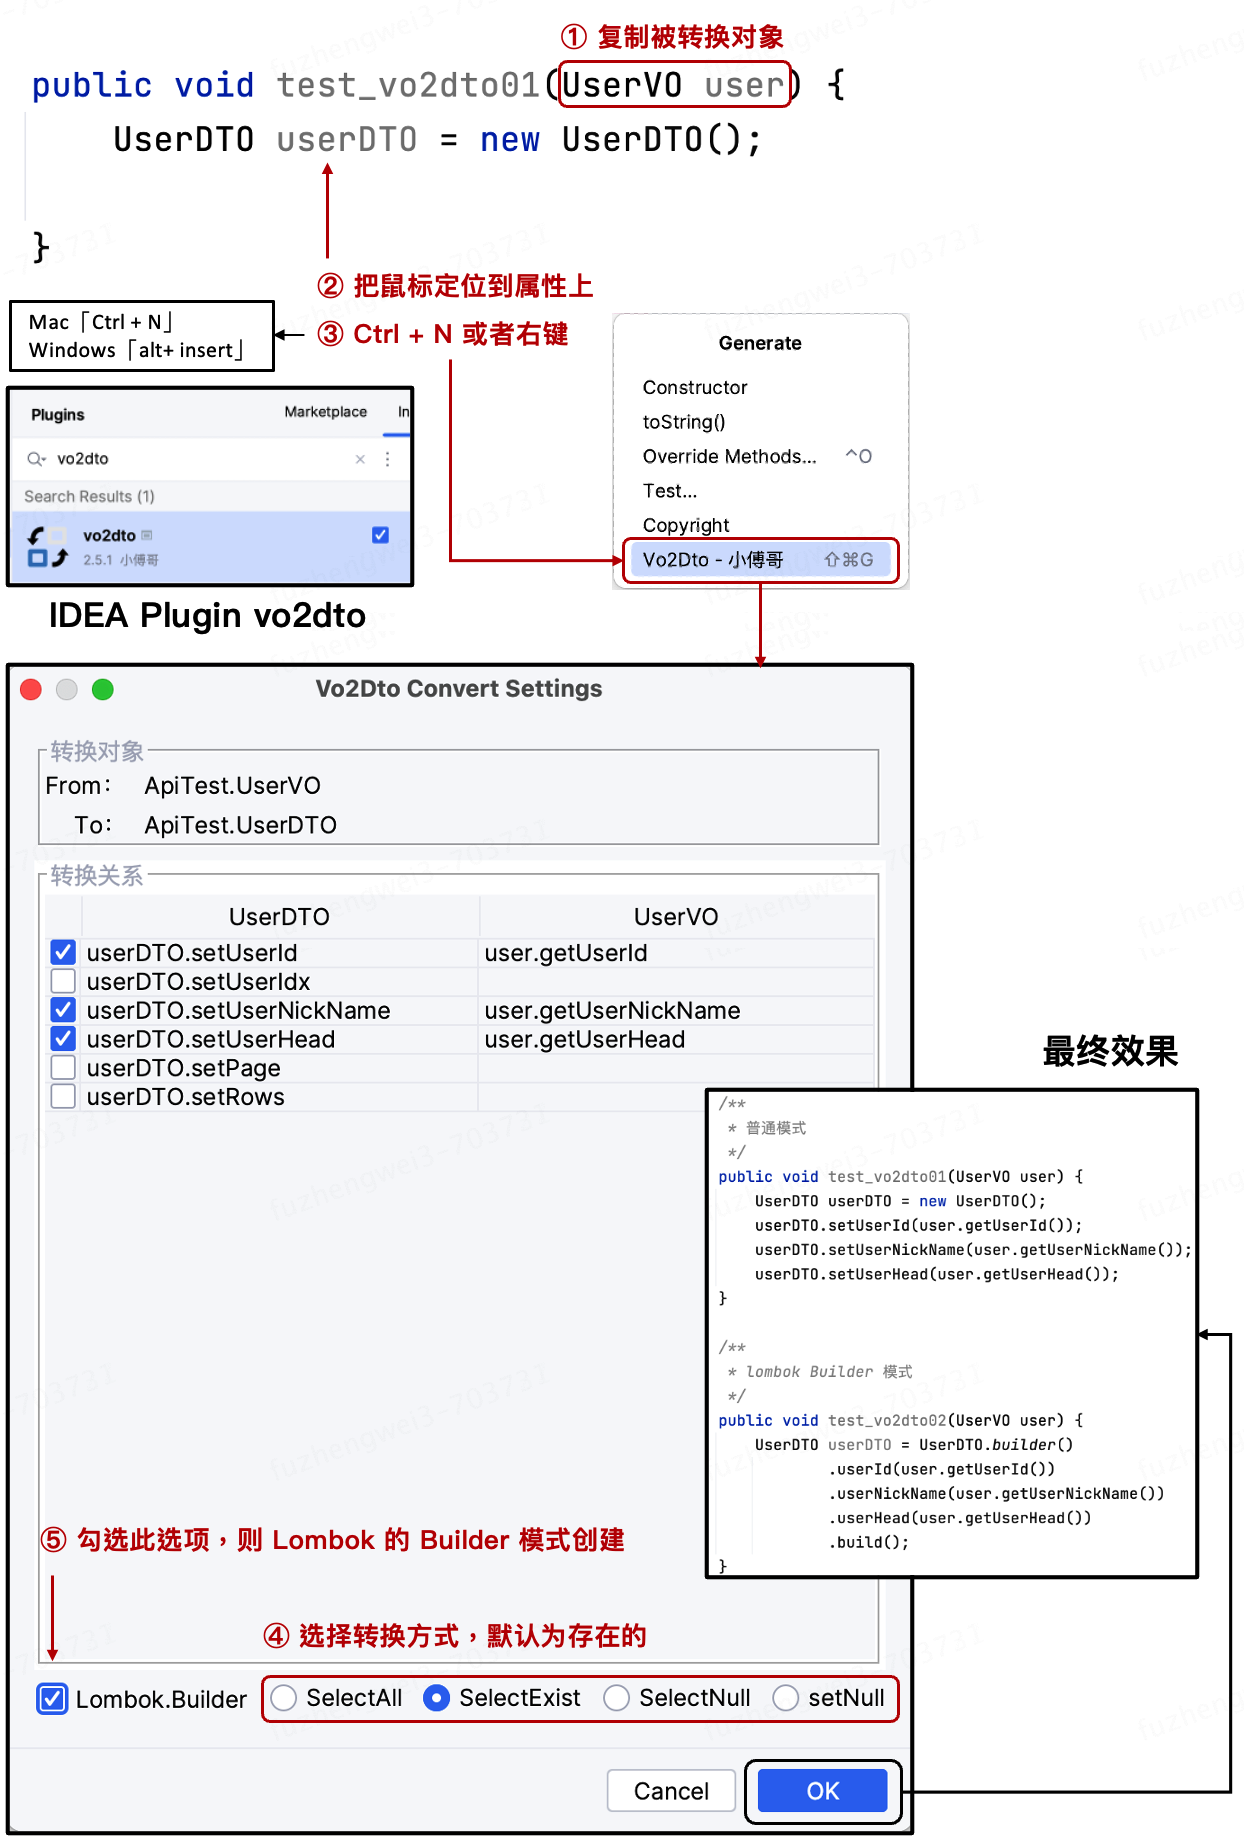 ① 复制被转换对象
public void test_vo2dto01(UserVO user) {
UserDTO userDTO = new UserDTO();
}
② 把鼠标定位到属性上
③ Ctrl + N 或者右键
Mac「Ctrl + N」
Windows「alt+ insert」
Plugins Marketplace In
vo2dto
Search Results (1)
vo2dto
2.5.1 小傅哥
IDEA Plugin vo2dto
Generate
Constructor
toString()
Override Methods... ^O
Test...
Copyright
Vo2Dto - 小傅哥 ⇧⌘G
Vo2Dto Convert Settings
转换对象
From: ApiTest.UserVO
To: ApiTest.UserDTO
转换关系
UserDTO UserVO
userDTO.setUserId user.getUserId
userDTO.setUserIdx
userDTO.setUserNickName user.getUserNickName
userDTO.setUserHead user.getUserHead
userDTO.setPage
userDTO.setRows
最终效果
/**
* 普通模式
*/
public void test_vo2dto01(UserVO user) {
UserDTO userDTO = new UserDTO();
userDTO.setUserId(user.getUserId());
userDTO.setUserNickName(user.getUserNickName());
userDTO.setUserHead(user.getUserHead());
}
/**
* lombok Builder 模式
*/
public void test_vo2dto02(UserVO user) {
UserDTO userDTO = UserDTO.builder()
.userId(user.getUserId())
.userNickName(user.getUserNickName())
.userHead(user.getUserHead())
.build();
}
⑤ 勾选此选项，则 Lombok 的 Builder 模式创建
④ 选择转换方式，默认为存在的
Lombok.Builder SelectAll SelectExist SelectNull setNull
Cancel OK
fuzhengwei3-703731